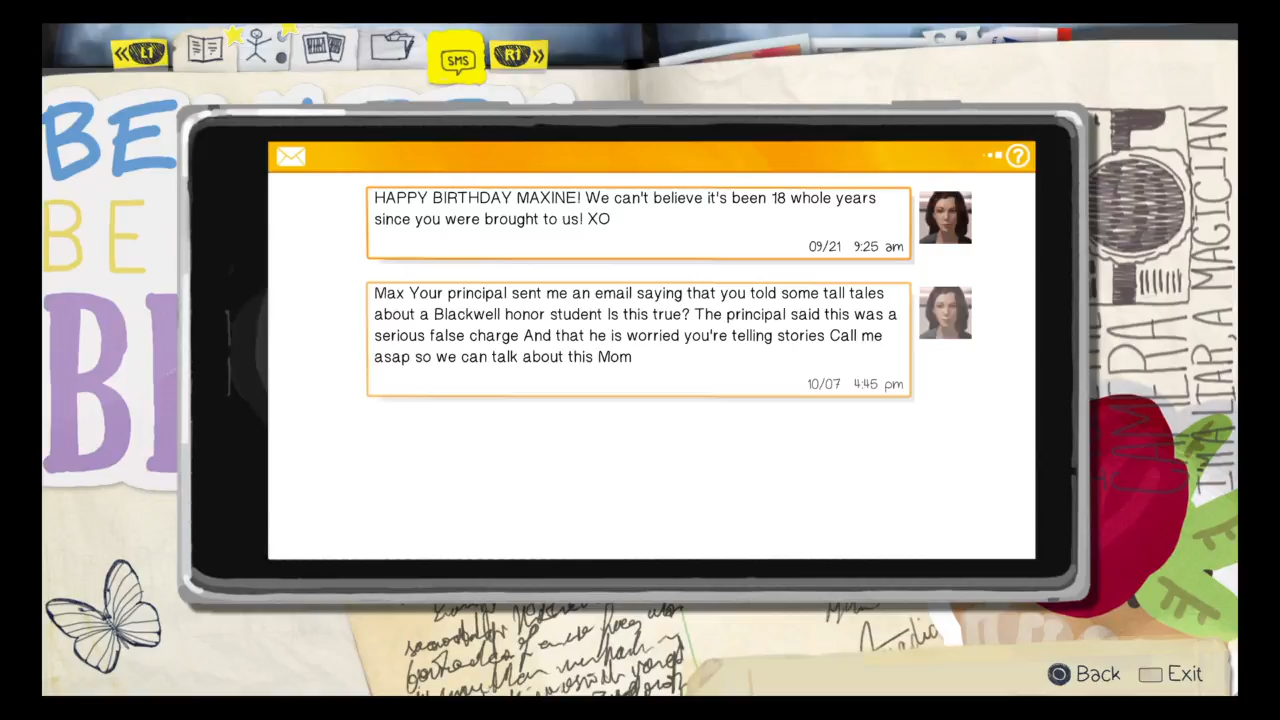 L1
SMS
R1
BE
BE
HAPPY BIRTHDAY MAXINE! We can't believe it's been 18 whole years
since you were brought to us! XO
09/21 9:25 am
Max Your principal sent me an email saying that you told some tall tales
about a Blackwell honor student Is this true? The principal said this was a
serious false charge And that he is worried you're telling stories Call me
asap so we can talk about this Mom
10/07 4:45 pm
CAMERA
I'M A LIAR, A MAGICIAN
Back
Exit